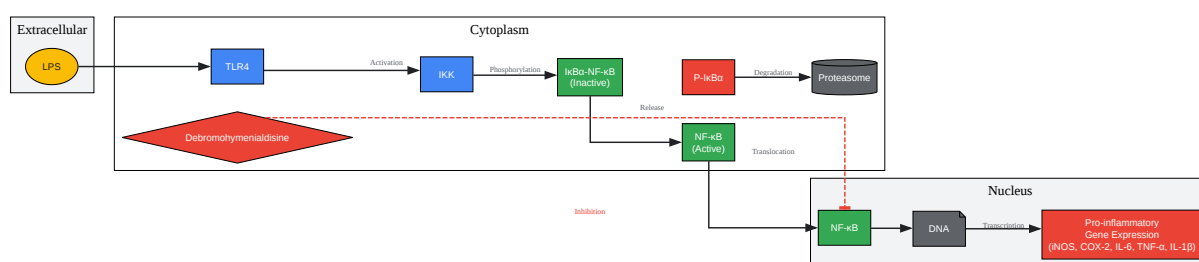 Extracellular
Cytoplasm
LPS
TLR4
Activation
IKK
Phosphorylation
IκBα-NF-κB
(Inactive)
P-IκBα
Degradation
Proteasome
Release
Debromohymenialdisine
NF-κB
(Active)
Translocation
Nucleus
Inhibition
NF-κB
DNA
Transcription
Pro-inflammatory
Gene Expression
(iNOS, COX-2, IL-6, TNF-α, IL-1β)